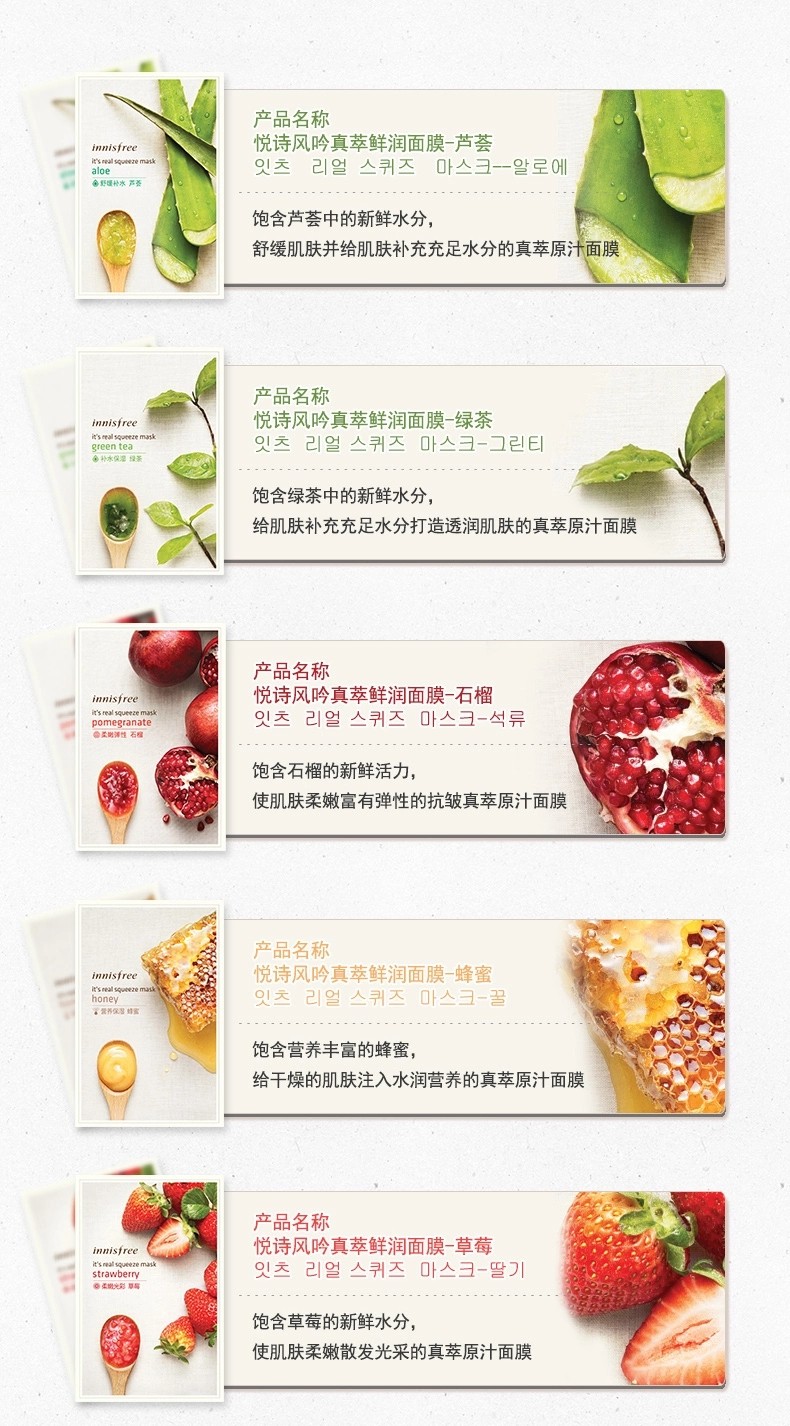 innisfree
it's real squeeze mask
aloe
舒缓补水 芦荟
产品名称
悦诗风吟真萃鲜润面膜-芦荟
잇츠 리얼 스퀴즈 마스크--알로에
饱含芦荟中的新鲜水分，
舒缓肌肤并给肌肤补充充足水分的真萃原汁面膜
innisfree
it's real squeeze mask
green tea
补水保湿 绿茶
产品名称
悦诗风吟真萃鲜润面膜-绿茶
잇츠 리얼 스퀴즈 마스크-그린티
饱含绿茶中的新鲜水分，
给肌肤补充充足水分打造透润肌肤的真萃原汁面膜
innisfree
it's real squeeze mask
pomegranate
柔嫩弹性 石榴
产品名称
悦诗风吟真萃鲜润面膜-石榴
잇츠 리얼 스퀴즈 마스크-석류
饱含石榴的新鲜活力，
使肌肤柔嫩富有弹性的抗皱真萃原汁面膜
innisfree
it's real squeeze mask
honey
营养保湿 蜂蜜
产品名称
悦诗风吟真萃鲜润面膜-蜂蜜
잇츠 리얼 스퀴즈 마스크-꿀
饱含营养丰富的蜂蜜，
给干燥的肌肤注入水润营养的真萃原汁面膜
innisfree
it's real squeeze mask
strawberry
柔嫩光彩 草莓
产品名称
悦诗风吟真萃鲜润面膜-草莓
잇츠 리얼 스퀴즈 마스크-딸기
饱含草莓的新鲜水分，
使肌肤柔嫩散发光采的真萃原汁面膜